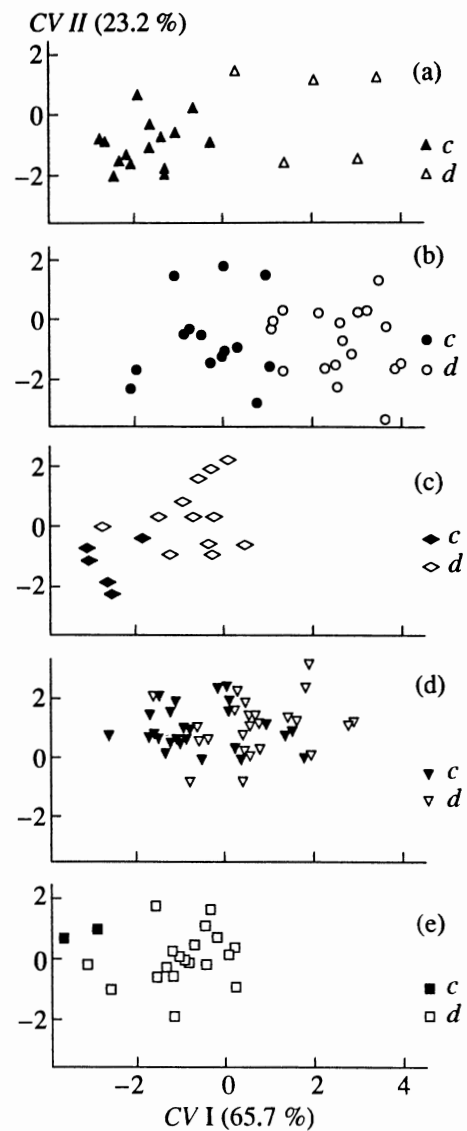 CV II (23.2 %)
2
0
−2
(a)
▲ c
△ d
2
0
−2
(b)
● c
○ d
2
0
−2
(c)
◆ c
◇ d
2
0
−2
(d)
▼ c
▽ d
2
0
−2
(e)
■ c
□ d
−2 0 2 4
CV I (65.7 %)